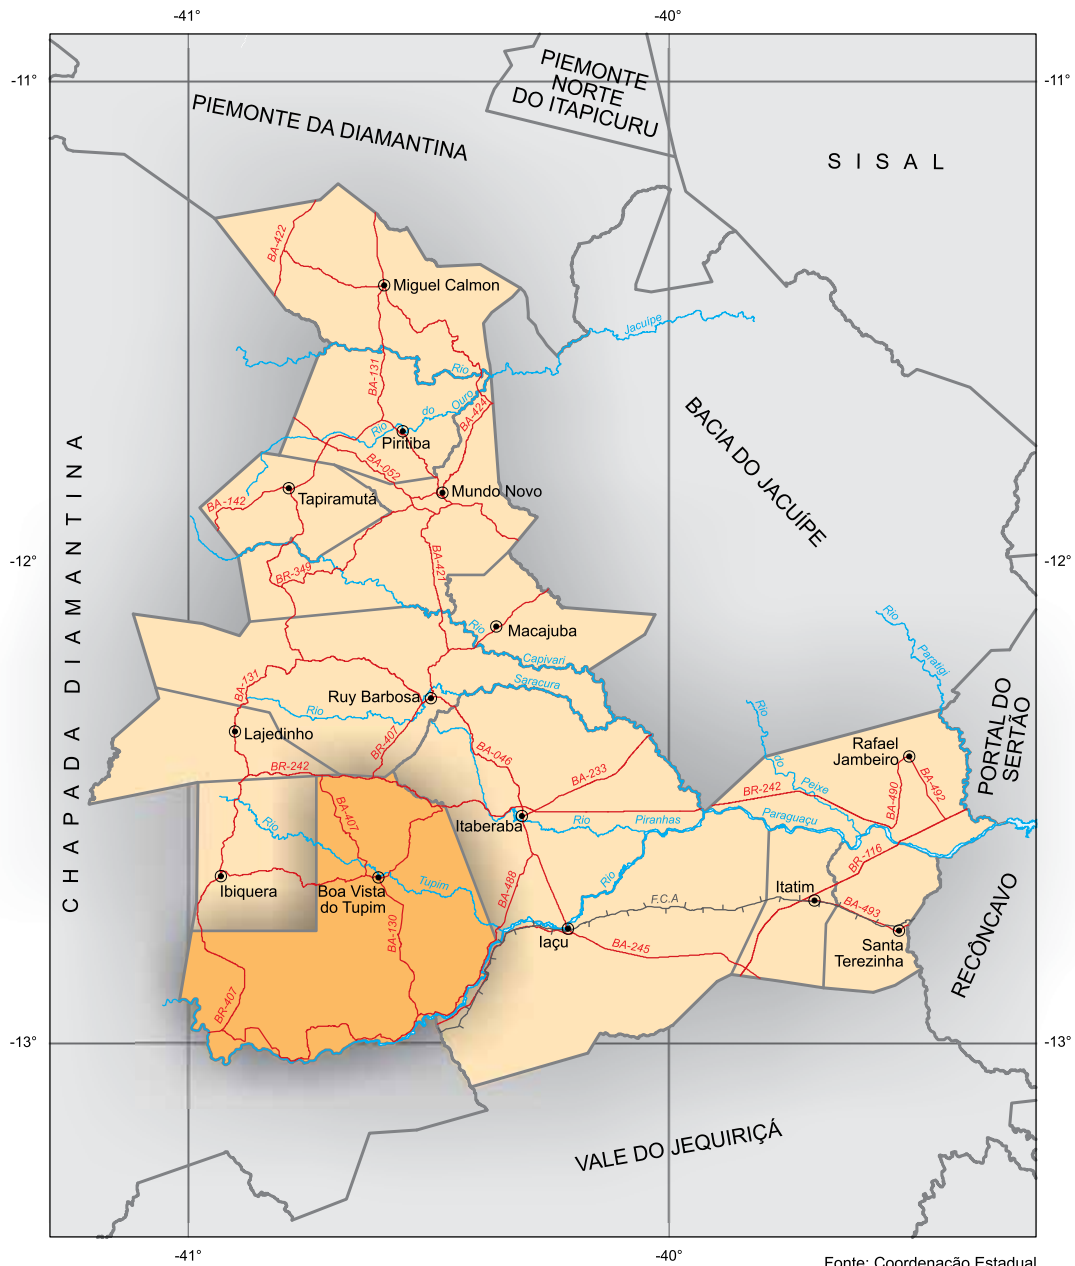 -41°
-40°
-11°
-11°
PIEMONTE
NORTE
DO ITAPICURU
PIEMONTE DA DIAMANTINA
S I S A L
BA-422
Miguel Calmon
Jacuípe
Rio
BA-131
Ouro
do
Rio
BA-424
Piritiba
BACIA DO JACUÍPE
BA-052
CHAPADA DIAMANTINA
Tapiramutá
Mundo Novo
BA -142
-12°
-12°
BR-349
BA-421
Rio
Macajuba
Rio
Paratigi
Capivari
Saracura
BA-131
Ruy Barbosa
Rio
Lajedinho
BR-407
BR-242
BA-046
BA-233
Rio
do
Peixe
Rafael
Jambeiro
PORTAL DO
SERTÃO
BR-242
BA-490
BA-492
Paraguaçu
Rio
BA-407
Itaberaba
Rio
Piranhas
BR-116
Ibiquera
Boa Vista
do Tupim
Tupim
BA-488
Rio
F.C.A
Itatim
BA-493
BA-130
Iaçu
BA-245
Santa
Terezinha
RECÔNCAVO
BR-407
-13°
-13°
VALE DO JEQUIRIÇÁ
-41°
-40°
Fonte: Coordenação Estadual